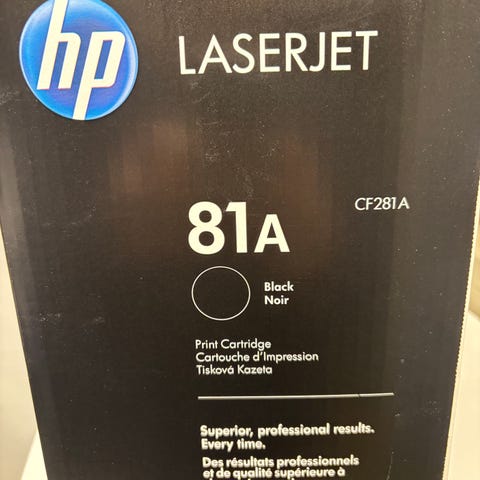 hp
LASERJET
81A
CF281A
Black
Noir
Print Cartridge
Cartouche d'Impression
Tisková Kazeta
Superior, professional results.
Every time.
Des résultats professionnels
et de qualité supérieure à